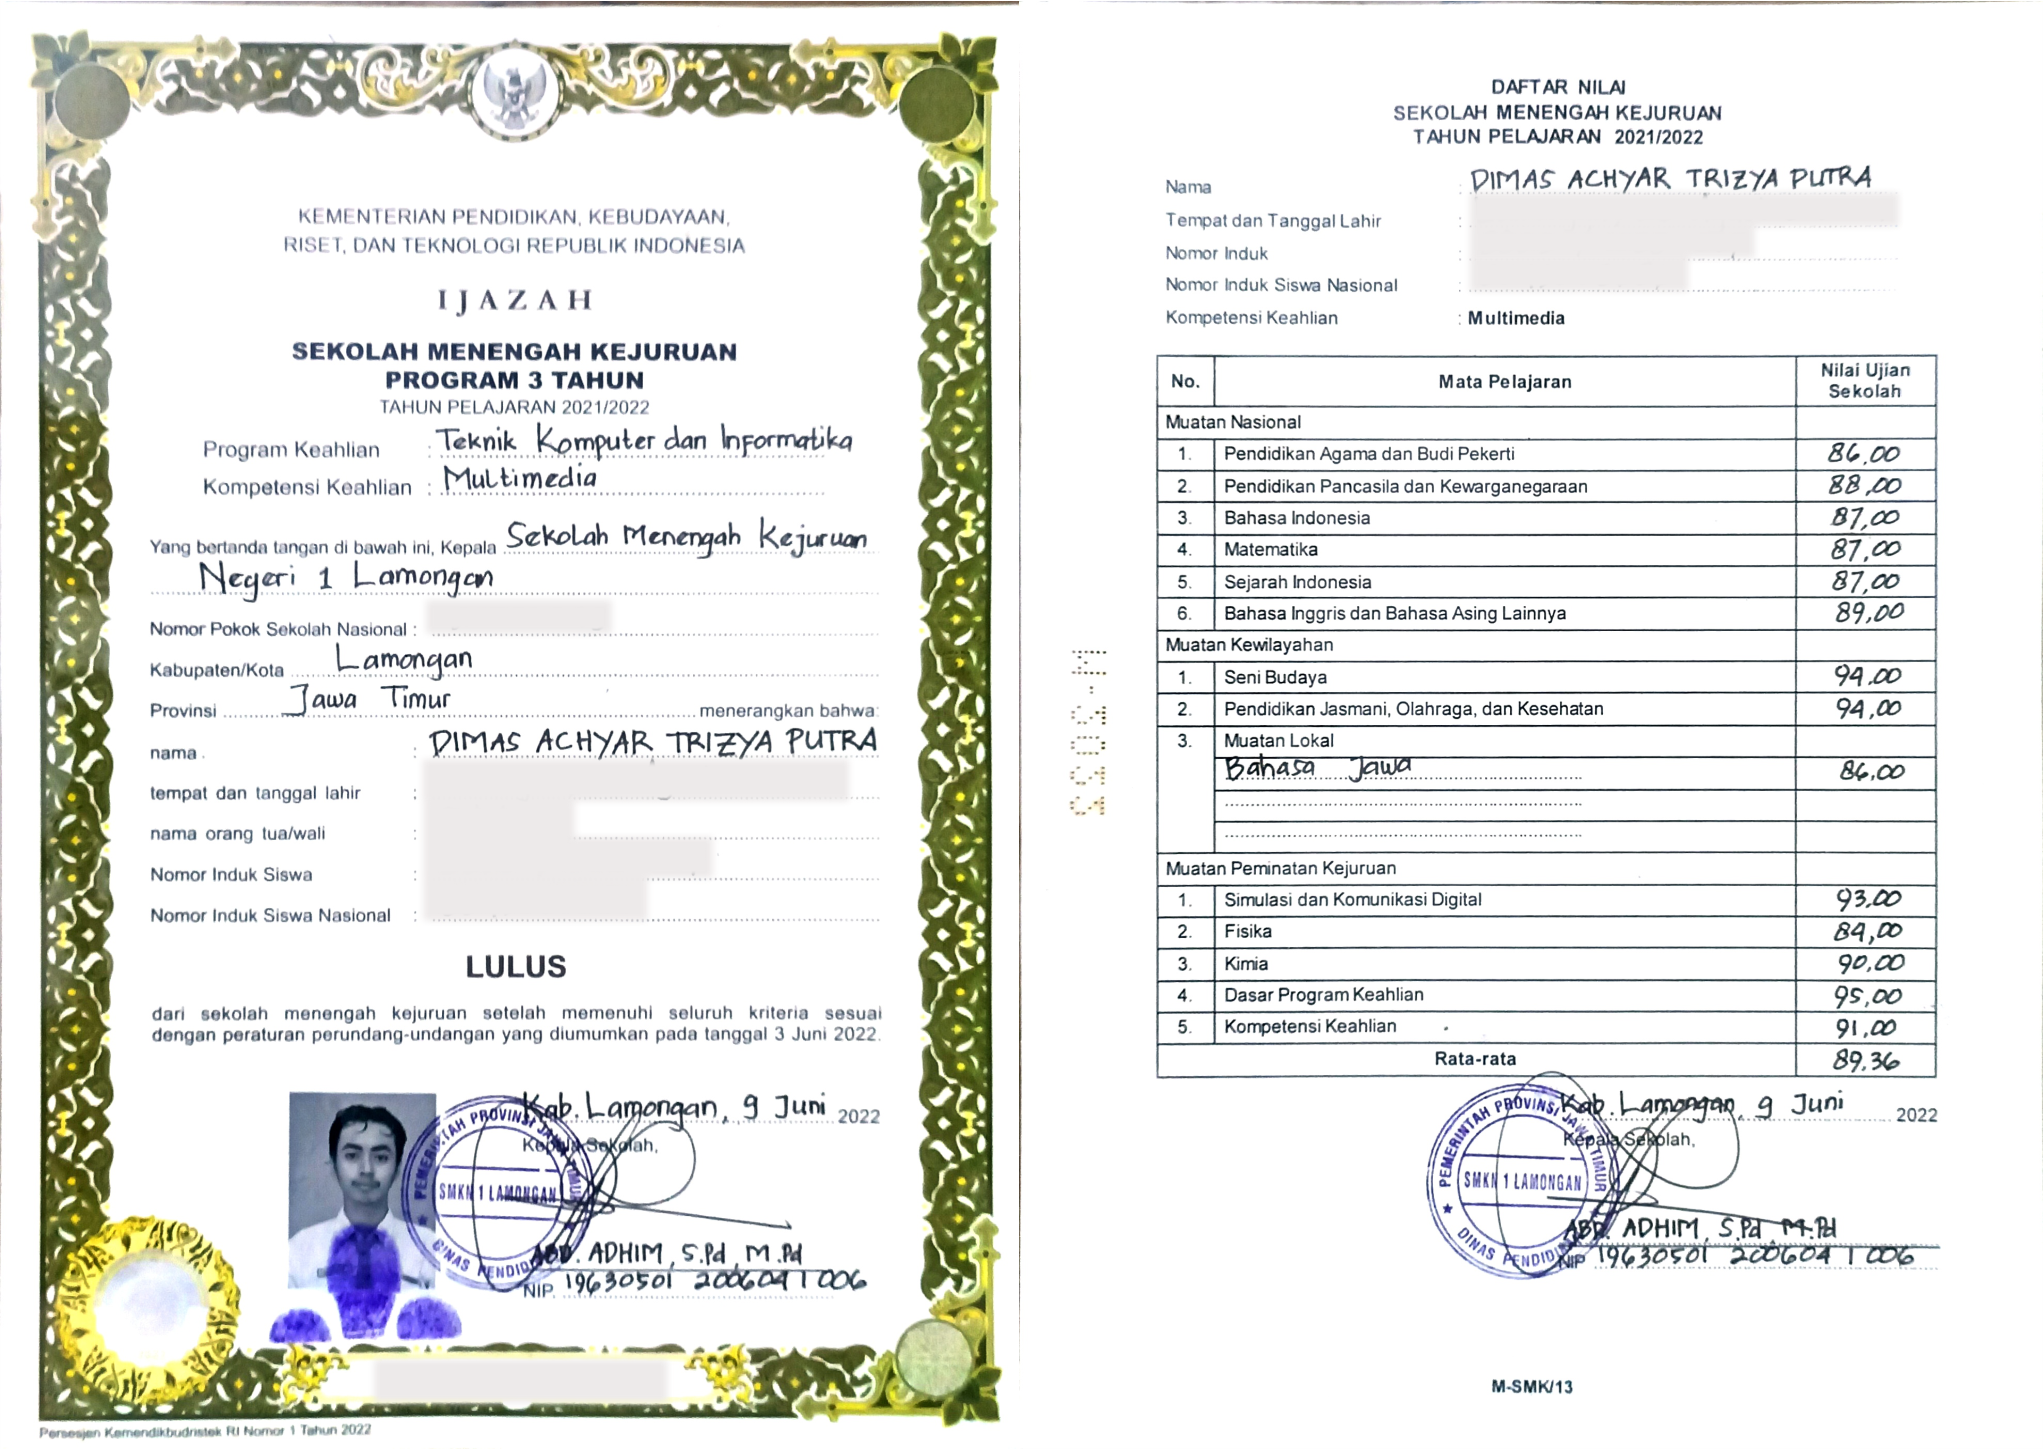 KEMENTERIAN PENDIDIKAN, KEBUDAYAAN,
RISET, DAN TEKNOLOGI REPUBLIK INDONESIA
IJAZAH
SEKOLAH MENENGAH KEJURUAN
PROGRAM 3 TAHUN
TAHUN PELAJARAN 2021/2022
Program Keahlian : Teknik Komputer dan Informatika
Kompetensi Keahlian : Multimedia
Yang bertanda tangan di bawah ini, Kepala Sekolah Menengah Kejuruan
Negeri 1 Lamongan
Nomor Pokok Sekolah Nasional :
Kabupaten/Kota Lamongan
Provinsi Jawa Timur menerangkan bahwa:
nama : DIMAS ACHYAR TRIZYA PUTRA
tempat dan tanggal lahir :
nama orang tua/wali :
Nomor Induk Siswa :
Nomor Induk Siswa Nasional :
LULUS
dari sekolah menengah kejuruan setelah memenuhi seluruh kriteria sesuai
dengan peraturan perundang-undangan yang diumumkan pada tanggal 3 Juni 2022.
Kab. Lamongan, 9 Juni 2022
Kepala Sekolah,
PEMERINTAH PROVINSI JAWA TIMUR
SMKN 1 LAMONGAN
DINAS PENDIDI
ABD. ADHIM, S.Pd, M.Pd
NIP. 19630501 200604 1 006
Persesjen Kemendikbudristek RI Nomor 1 Tahun 2022
DAFTAR NILAI
SEKOLAH MENENGAH KEJURUAN
TAHUN PELAJARAN 2021/2022
Nama : DIMAS ACHYAR TRIZYA PUTRA
Tempat dan Tanggal Lahir :
Nomor Induk :
Nomor Induk Siswa Nasional :
Kompetensi Keahlian : Multimedia
No. Mata Pelajaran Nilai Ujian Sekolah
Muatan Nasional
1. Pendidikan Agama dan Budi Pekerti 86,00
2. Pendidikan Pancasila dan Kewarganegaraan 88,00
3. Bahasa Indonesia 87,00
4. Matematika 87,00
5. Sejarah Indonesia 87,00
6. Bahasa Inggris dan Bahasa Asing Lainnya 89,00
Muatan Kewilayahan
1. Seni Budaya 94,00
2. Pendidikan Jasmani, Olahraga, dan Kesehatan 94,00
3. Muatan Lokal
Bahasa Jawa 86,00
Muatan Peminatan Kejuruan
1. Simulasi dan Komunikasi Digital 93,00
2. Fisika 84,00
3. Kimia 90,00
4. Dasar Program Keahlian 95,00
5. Kompetensi Keahlian 91,00
Rata-rata 89,36
Kab. Lamongan, 9 Juni 2022
Kepala Sekolah,
PEMERINTAH PROVINSI JAWA TIMUR
SMKN 1 LAMONGAN
DINAS PENDIDI
ABD. ADHIM, S.Pd M.Pd
NIP 19630501 200604 1 006
M-SMK/13